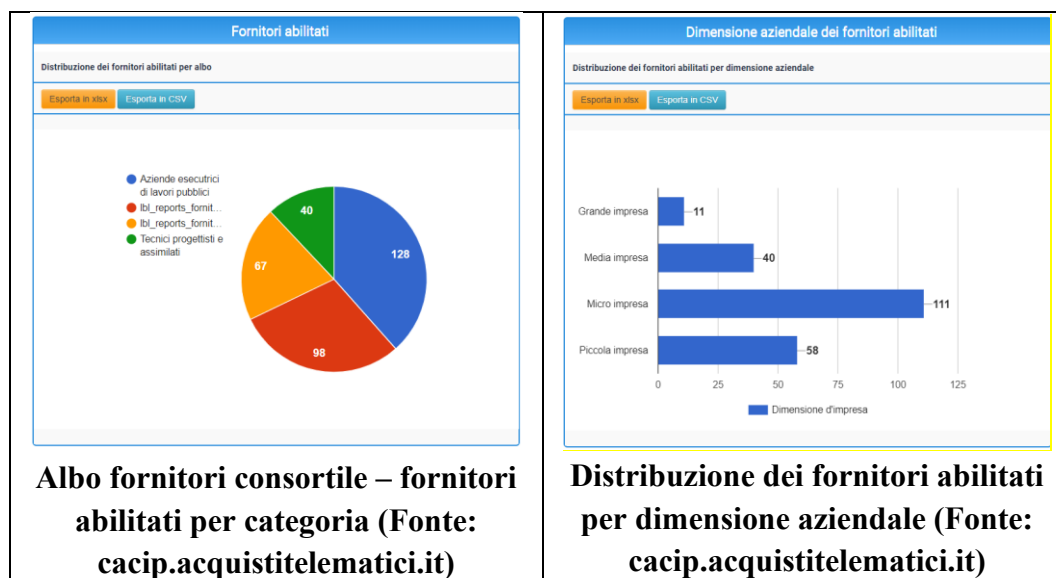 Fornitori abilitati
Distribuzione dei fornitori abilitati per albo
Esporta in xlsx Esporta in CSV
Aziende esecutrici
di lavori pubblici
lbl_reports_fornit...
lbl_reports_fornit...
Tecnici progettisti e
assimilati
40
128
67
98
Albo fornitori consortile – fornitori
abilitati per categoria (Fonte:
cacip.acquistitelematici.it)
Dimensione aziendale dei fornitori abilitati
Distribuzione dei fornitori abilitati per dimensione aziendale
Esporta in xlsx Esporta in CSV
Grande impresa 11
Media impresa 40
Micro impresa 111
Piccola impresa 58
0 25 50 75 100 125
Dimensione d'impresa
Distribuzione dei fornitori abilitati
per dimensione aziendale (Fonte:
cacip.acquistitelematici.it)